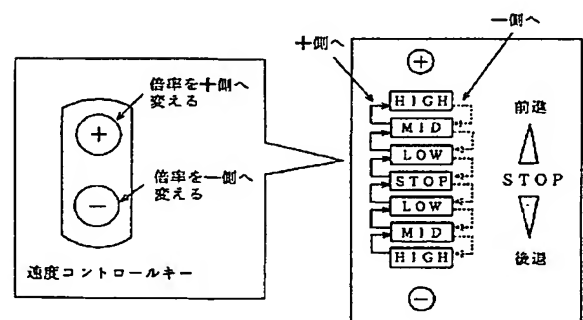 倍率を＋側へ
変える
＋
倍率を－側へ
変える
－
速度コントロールキー
＋側へ
－側へ
＋
HIGH
MID
LOW
STOP
LOW
MID
HIGH
－
前進
STOP
後退